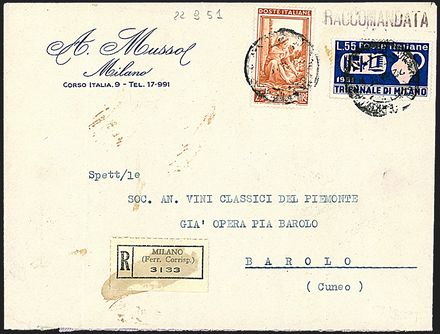 22 9 51
RACCOMANDATA
A. Mussol
Milano
CORSO ITALIA, 9 - TEL. 17-991
POSTE ITALIANE
L.55 Poste Italiane
1951
TRIENNALE DI MILANO
Spett/le
SOC. AN. VINI CLASSICI DEL PIEMONTE
GIA' OPERA PIA BAROLO
BAROLO
(Cuneo)
R
MILANO
(Ferr. Corrisp.)
3133